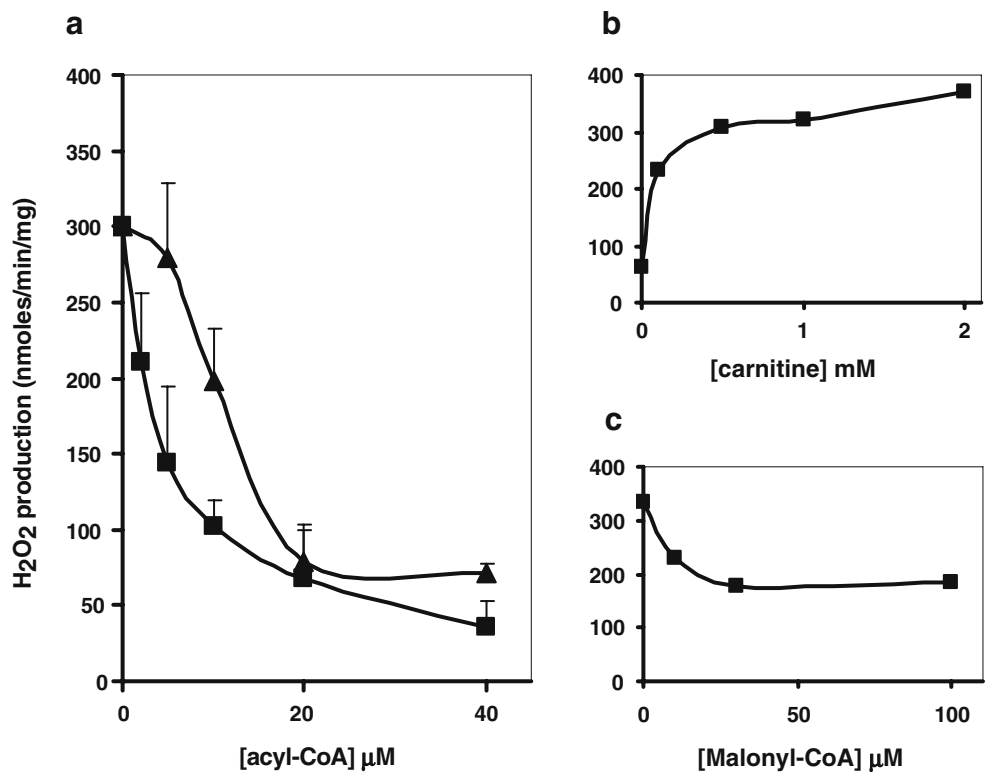 a
H₂O₂ production (nmoles/min/mg)
400
350
300
250
200
150
100
50
0
0 20 40
[acyl-CoA] μM
b
400
300
200
100
0
0 1 2
[carnitine] mM
c
400
300
200
100
0
0 50 100
[Malonyl-CoA] μM